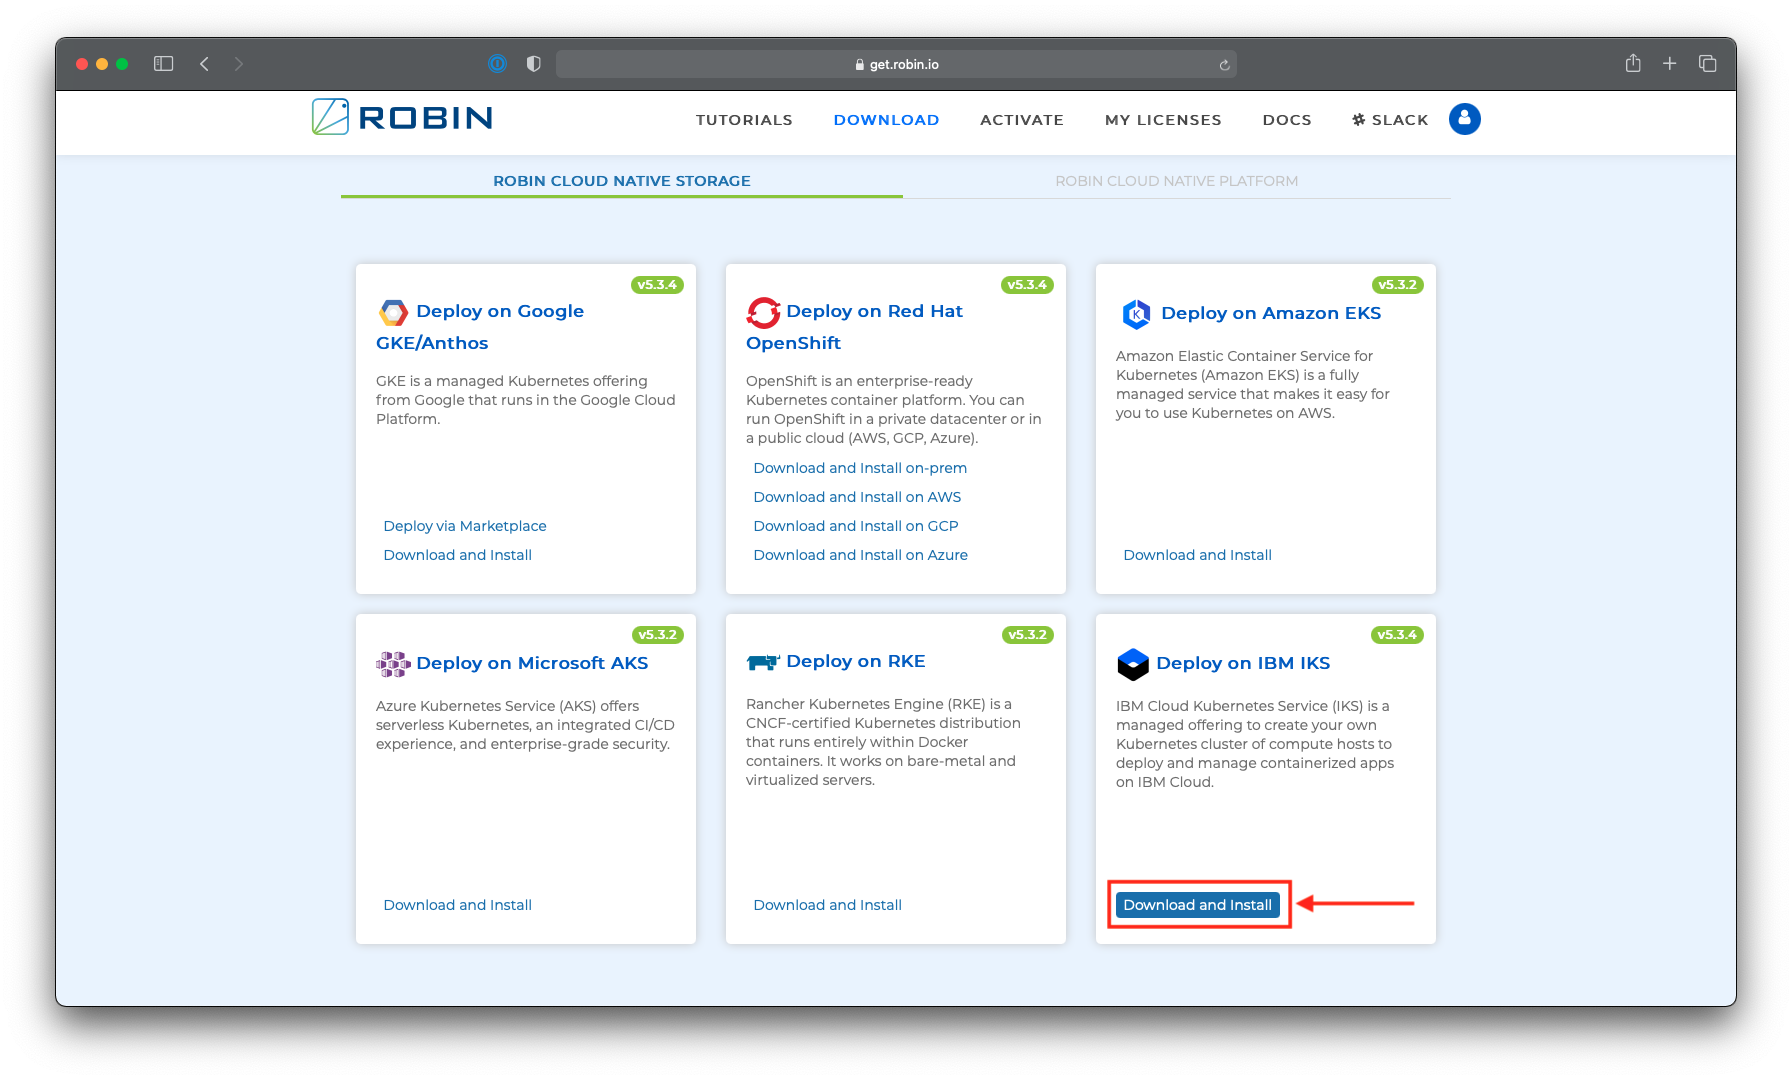 get.robin.io
ROBIN
TUTORIALS
DOWNLOAD
ACTIVATE
MY LICENSES
DOCS
SLACK
ROBIN CLOUD NATIVE STORAGE
ROBIN CLOUD NATIVE PLATFORM
v5.3.4
Deploy on Google
GKE/Anthos
GKE is a managed Kubernetes offering
from Google that runs in the Google Cloud
Platform.
Deploy via Marketplace
Download and Install
v5.3.4
Deploy on Red Hat
OpenShift
OpenShift is an enterprise-ready
Kubernetes container platform. You can
run OpenShift in a private datacenter or in
a public cloud (AWS, GCP, Azure).
Download and Install on-prem
Download and Install on AWS
Download and Install on GCP
Download and Install on Azure
v5.3.2
K
Deploy on Amazon EKS
Amazon Elastic Container Service for
Kubernetes (Amazon EKS) is a fully
managed service that makes it easy for
you to use Kubernetes on AWS.
Download and Install
v5.3.2
Deploy on Microsoft AKS
Azure Kubernetes Service (AKS) offers
serverless Kubernetes, an integrated CI/CD
experience, and enterprise-grade security.
Download and Install
v5.3.2
Deploy on RKE
Rancher Kubernetes Engine (RKE) is a
CNCF-certified Kubernetes distribution
that runs entirely within Docker
containers. It works on bare-metal and
virtualized servers.
Download and Install
v5.3.4
Deploy on IBM IKS
IBM Cloud Kubernetes Service (IKS) is a
managed offering to create your own
Kubernetes cluster of compute hosts to
deploy and manage containerized apps
on IBM Cloud.
Download and Install